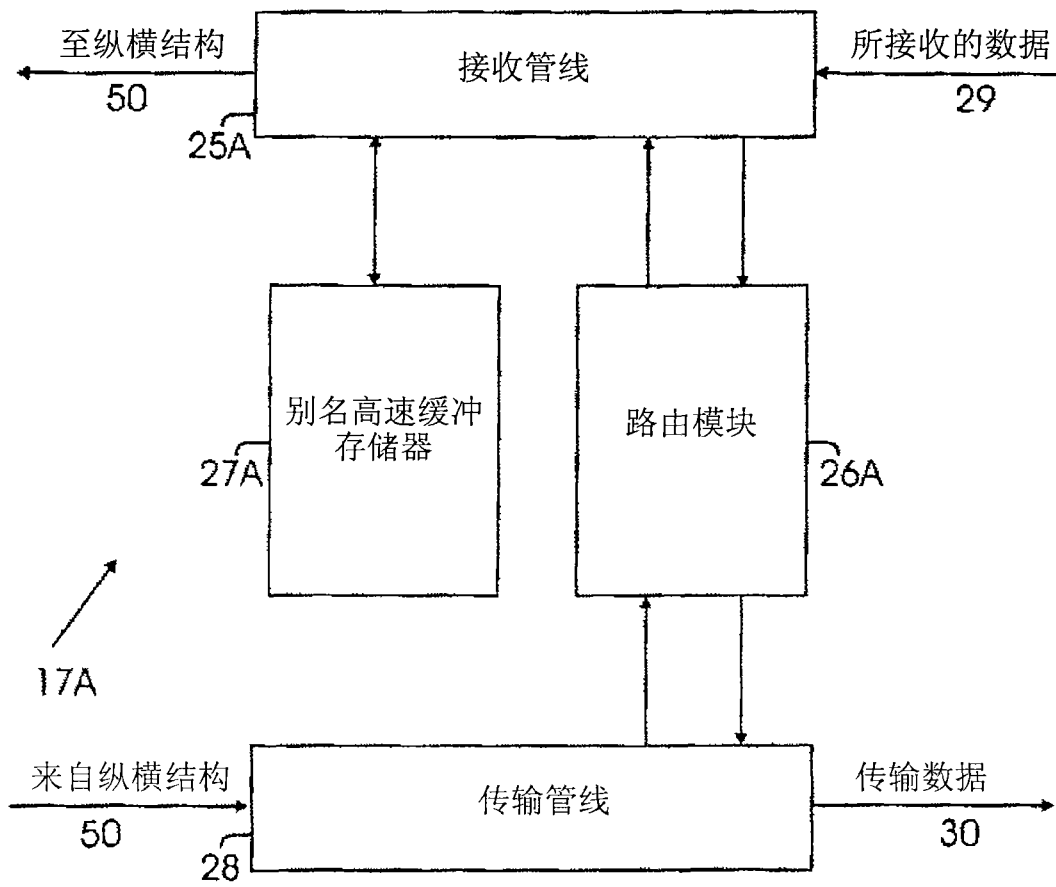 至纵横结构
50
接收管线
所接收的数据
29
25A
别名高速缓冲
存储器
27A
路由模块
26A
17A
来自纵横结构
50
传输管线
28
传输数据
30